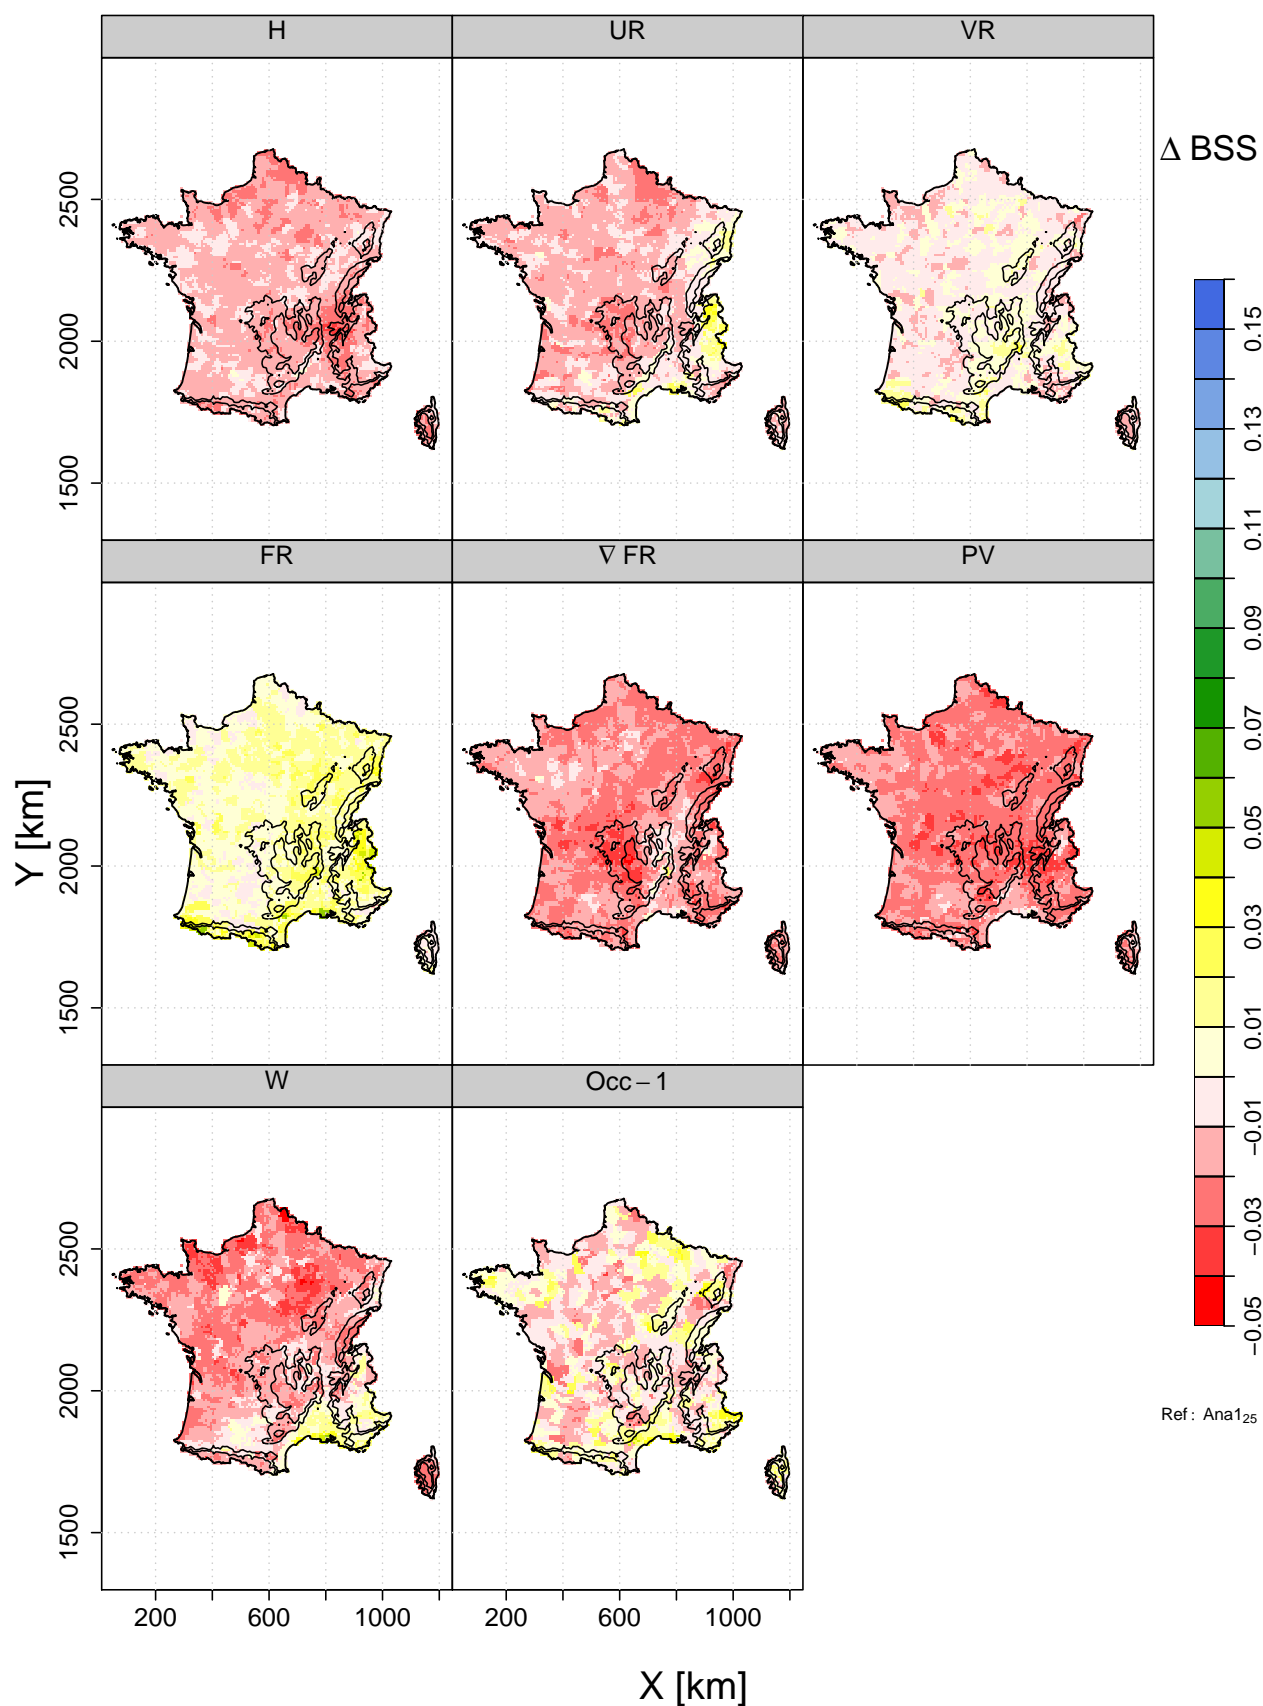 H UR VR
Δ BSS
2500
2000
1500
FR ∇ FR PV
2500
2000
1500
W Occ − 1
2500
2000
1500
200 600 1000 200 600 1000
X [km]
Y [km]
0.15
0.13
0.11
0.09
0.07
0.05
0.03
0.01
−0.01
−0.03
−0.05
Ref : Ana1₂₅